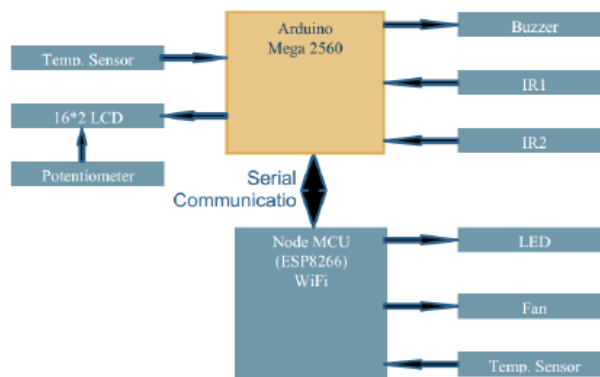 Arduino
Mega 2560
Buzzer
Temp. Sensor
IR1
16*2 LCD
IR2
Potentiometer
Serial
Communicatio
Node MCU
(ESP8266)
WiFi
LED
Fan
Temp. Sensor